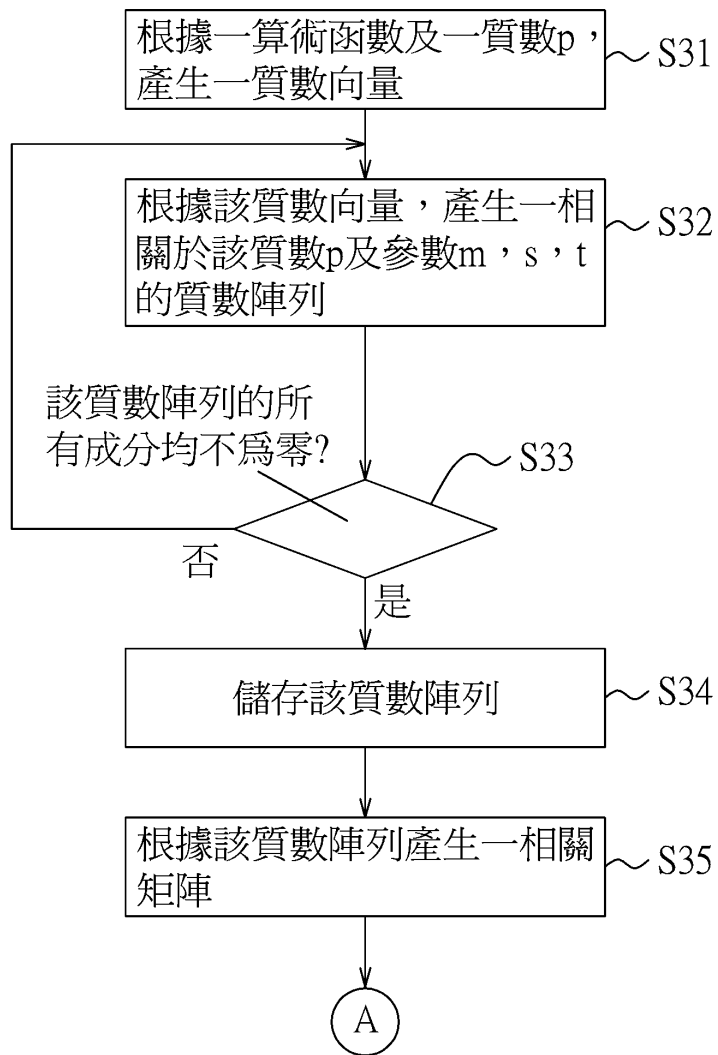 根據一算術函數及一質數p，
產生一質數向量
S31
根據該質數向量，產生一相
關於該質數p及參數m，s，t
的質數陣列
S32
該質數陣列的所
有成分均不爲零?
S33
否
是
儲存該質數陣列
S34
根據該質數陣列產生一相關
矩陣
S35
A